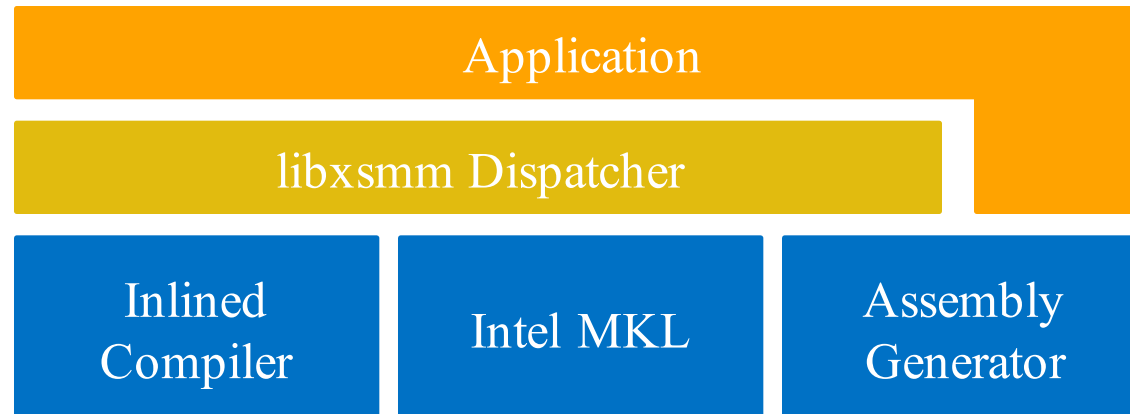 Application
libxsmm Dispatcher
Inlined
Compiler
Intel MKL
Assembly
Generator